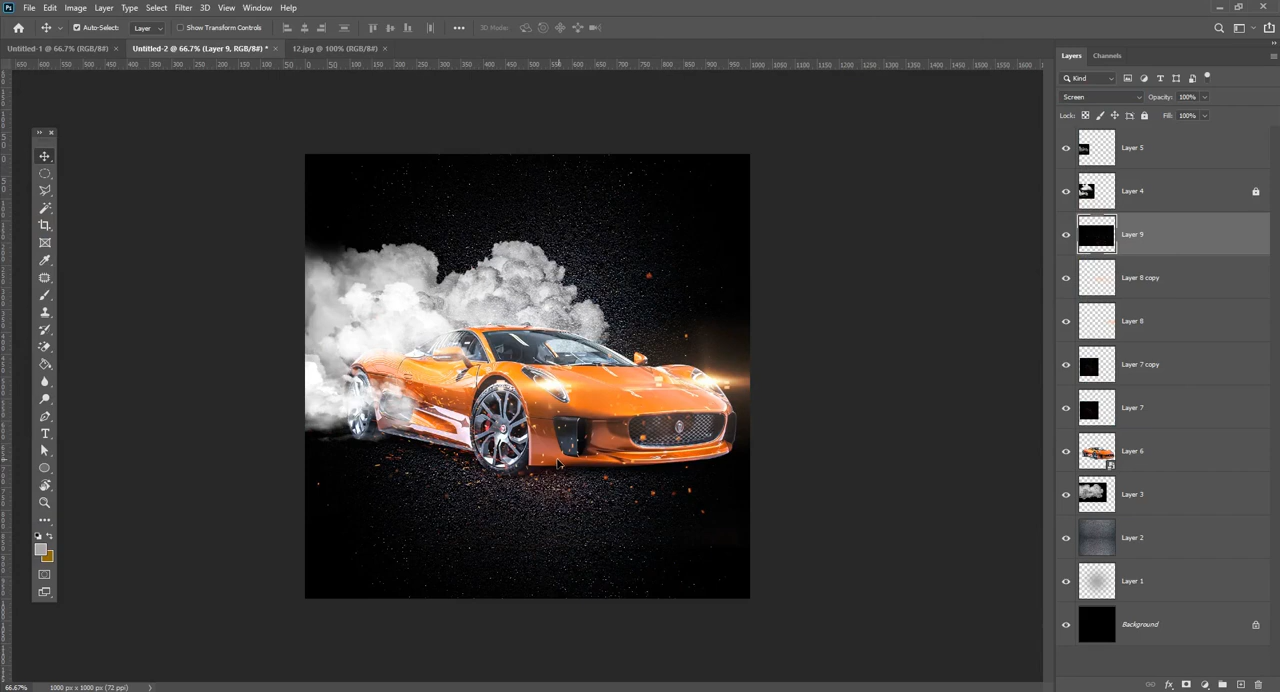 Ps File Edit Image Layer Type Select Filter 3D View Window Help
Auto-Select: Layer Show Transform Controls 3D Mode:
Untitled-1 @ 66.7% (RGB/8#) × Untitled-2 @ 66.7% (Layer 9, RGB/8#) * × 12.jpg @ 100% (RGB/8#) ×
650 600 550 500 450 400 350 300 250 200 150 100 50 0 50 100 150 200 250 300 350 400 450 500 550 600 650 700 750 800 850 900 950 1000 1050 1100 1150 1200 1250 1300 1350 1400 1450 1500 1550 1600
Layers Channels
Kind
Screen Opacity: 100%
Lock: Fill: 100%
Layer 5
Layer 4
Layer 9
Layer 8 copy
Layer 8
Layer 7 copy
Layer 7
Layer 6
Layer 3
Layer 2
Layer 1
Background
66.67% 1000 px x 1000 px (72 ppi)